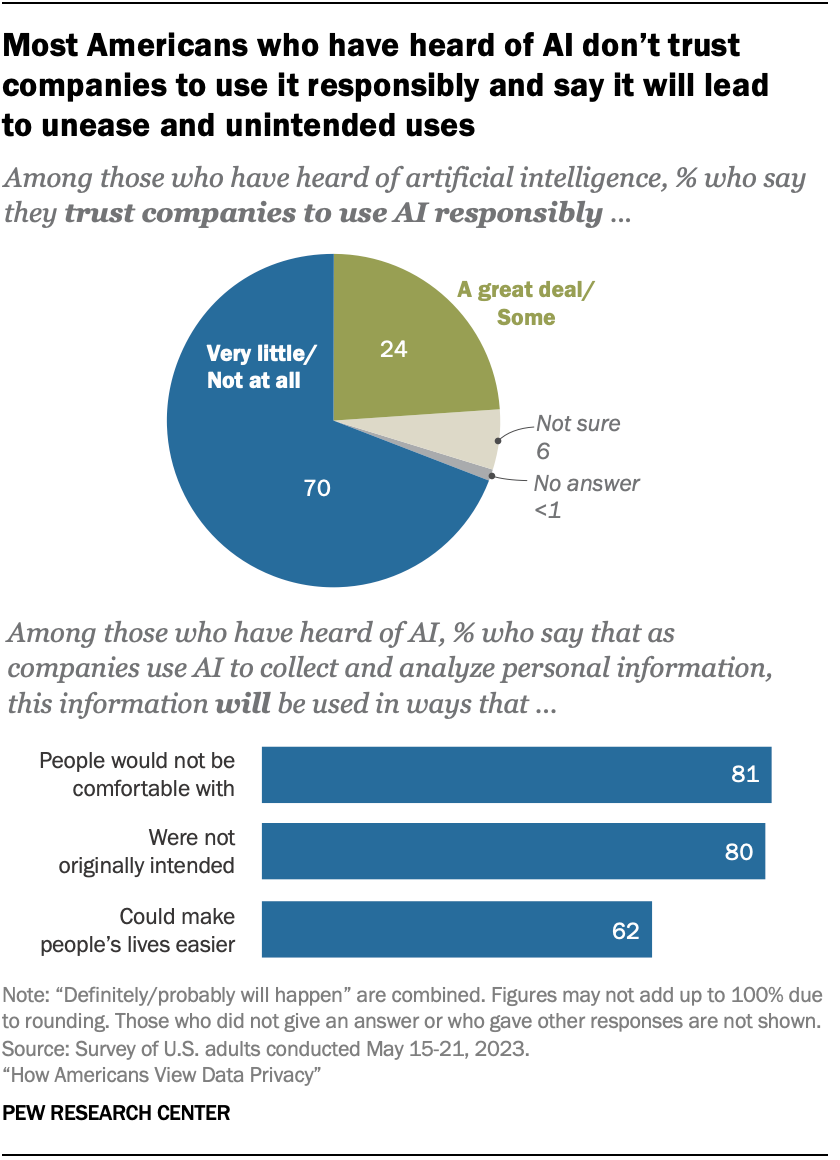 Most Americans who have heard of AI don’t trust
companies to use it responsibly and say it will lead
to unease and unintended uses
Among those who have heard of artificial intelligence, % who say
they trust companies to use AI responsibly ...
A great deal/
Some
24
Very little/
Not at all
70
Not sure
6
No answer
<1
Among those who have heard of AI, % who say that as
companies use AI to collect and analyze personal information,
this information will be used in ways that ...
People would not be
comfortable with
81
Were not
originally intended
80
Could make
people’s lives easier
62
Note: “Definitely/probably will happen” are combined. Figures may not add up to 100% due
to rounding. Those who did not give an answer or who gave other responses are not shown.
Source: Survey of U.S. adults conducted May 15-21, 2023.
“How Americans View Data Privacy”
PEW RESEARCH CENTER